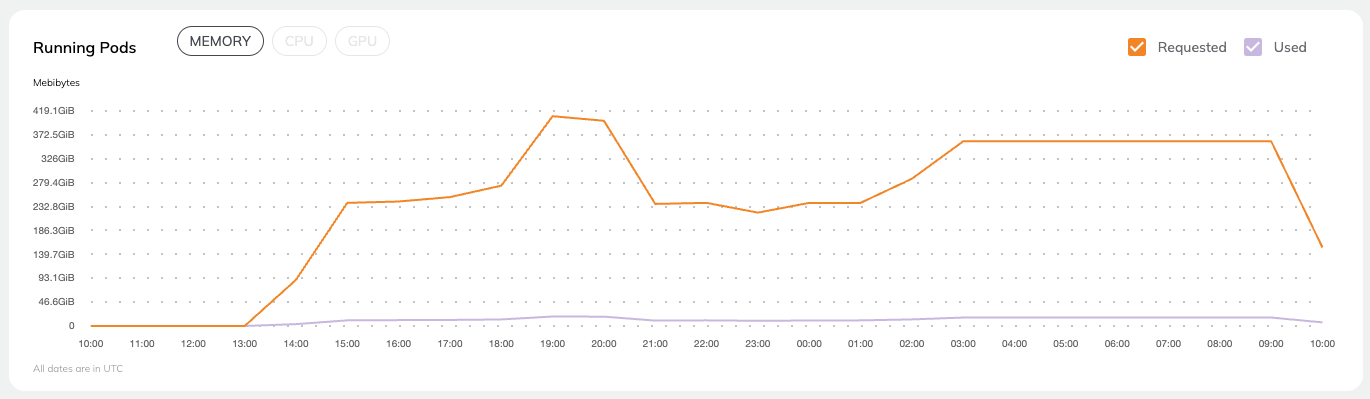 Running Pods MEMORY CPU GPU Requested Used
Mebibytes
419.1GiB
372.5GiB
326GiB
279.4GiB
232.8GiB
186.3GiB
139.7GiB
93.1GiB
46.6GiB
0
10:00 11:00 12:00 13:00 14:00 15:00 16:00 17:00 18:00 19:00 20:00 21:00 22:00 23:00 00:00 01:00 02:00 03:00 04:00 05:00 06:00 07:00 08:00 09:00 10:00
All dates are in UTC